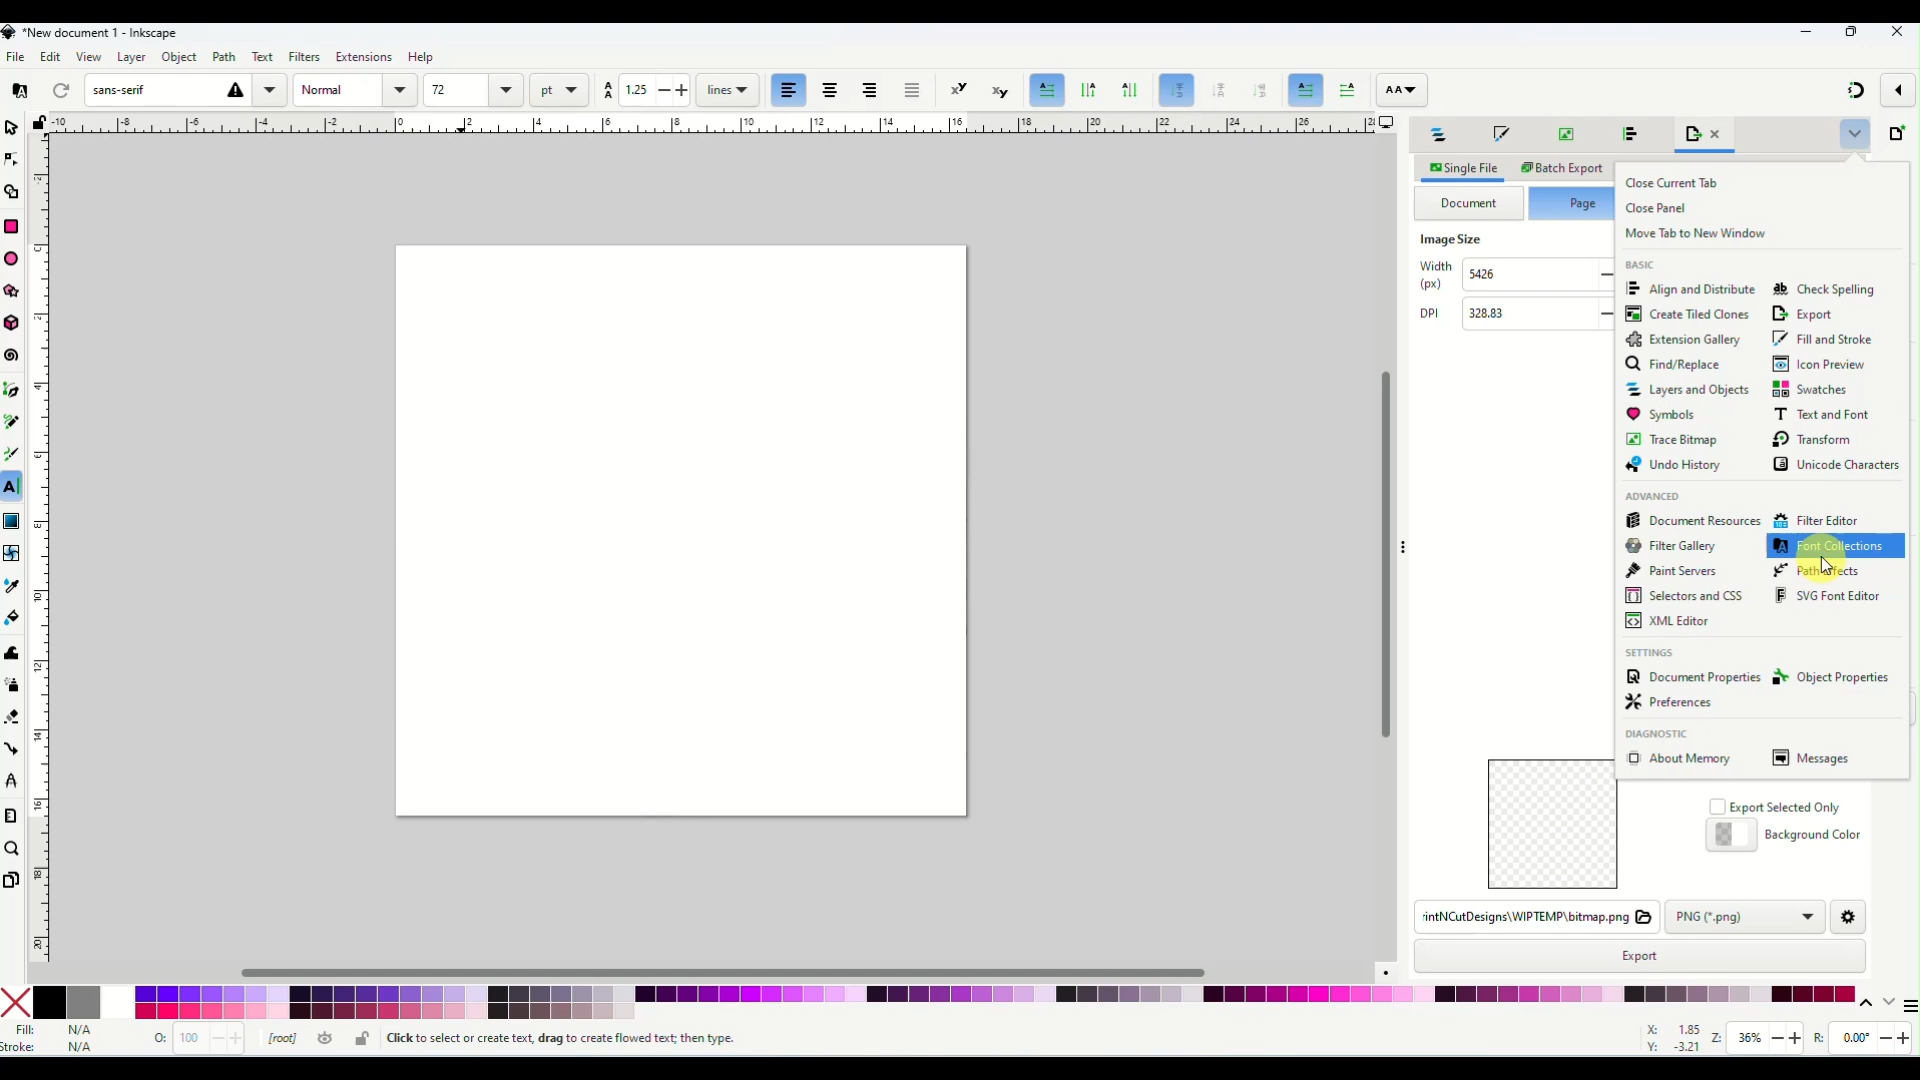 *New document 1 - Inkscape
File Edit View Layer Object Path Text Filters Extensions Help
sans-serif Normal 72 pt 1.25 lines
Single File Batch Export
Document Page
Image Size
Width (px) 5426
DPI 328.83
Close Current Tab
Close Panel
Move Tab to New Window
BASIC
Align and Distribute Check Spelling
Create Tiled Clones Export
Extension Gallery Fill and Stroke
Find/Replace Icon Preview
Layers and Objects Swatches
Symbols Text and Font
Trace Bitmap Transform
Undo History Unicode Characters
ADVANCED
Document Resources Filter Editor
Filter Gallery Font Collections
Paint Servers Path Effects
Selectors and CSS SVG Font Editor
XML Editor
SETTINGS
Document Properties Object Properties
Preferences
DIAGNOSTIC
About Memory Messages
Export Selected Only
Background Color
intNCutDesigns\WIPTEMP\bitmap.png PNG (*.png)
Export
Fill: N/A
Stroke: N/A
O: 100 [root] Click to select or create text, drag to create flowed text; then type.
X: 1.85
Y: -3.21
Z: 36% R: 0.00°